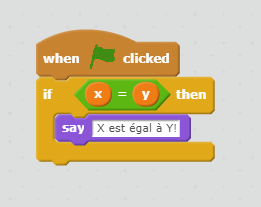 when clicked
if x = y then
say X est égal à Y!